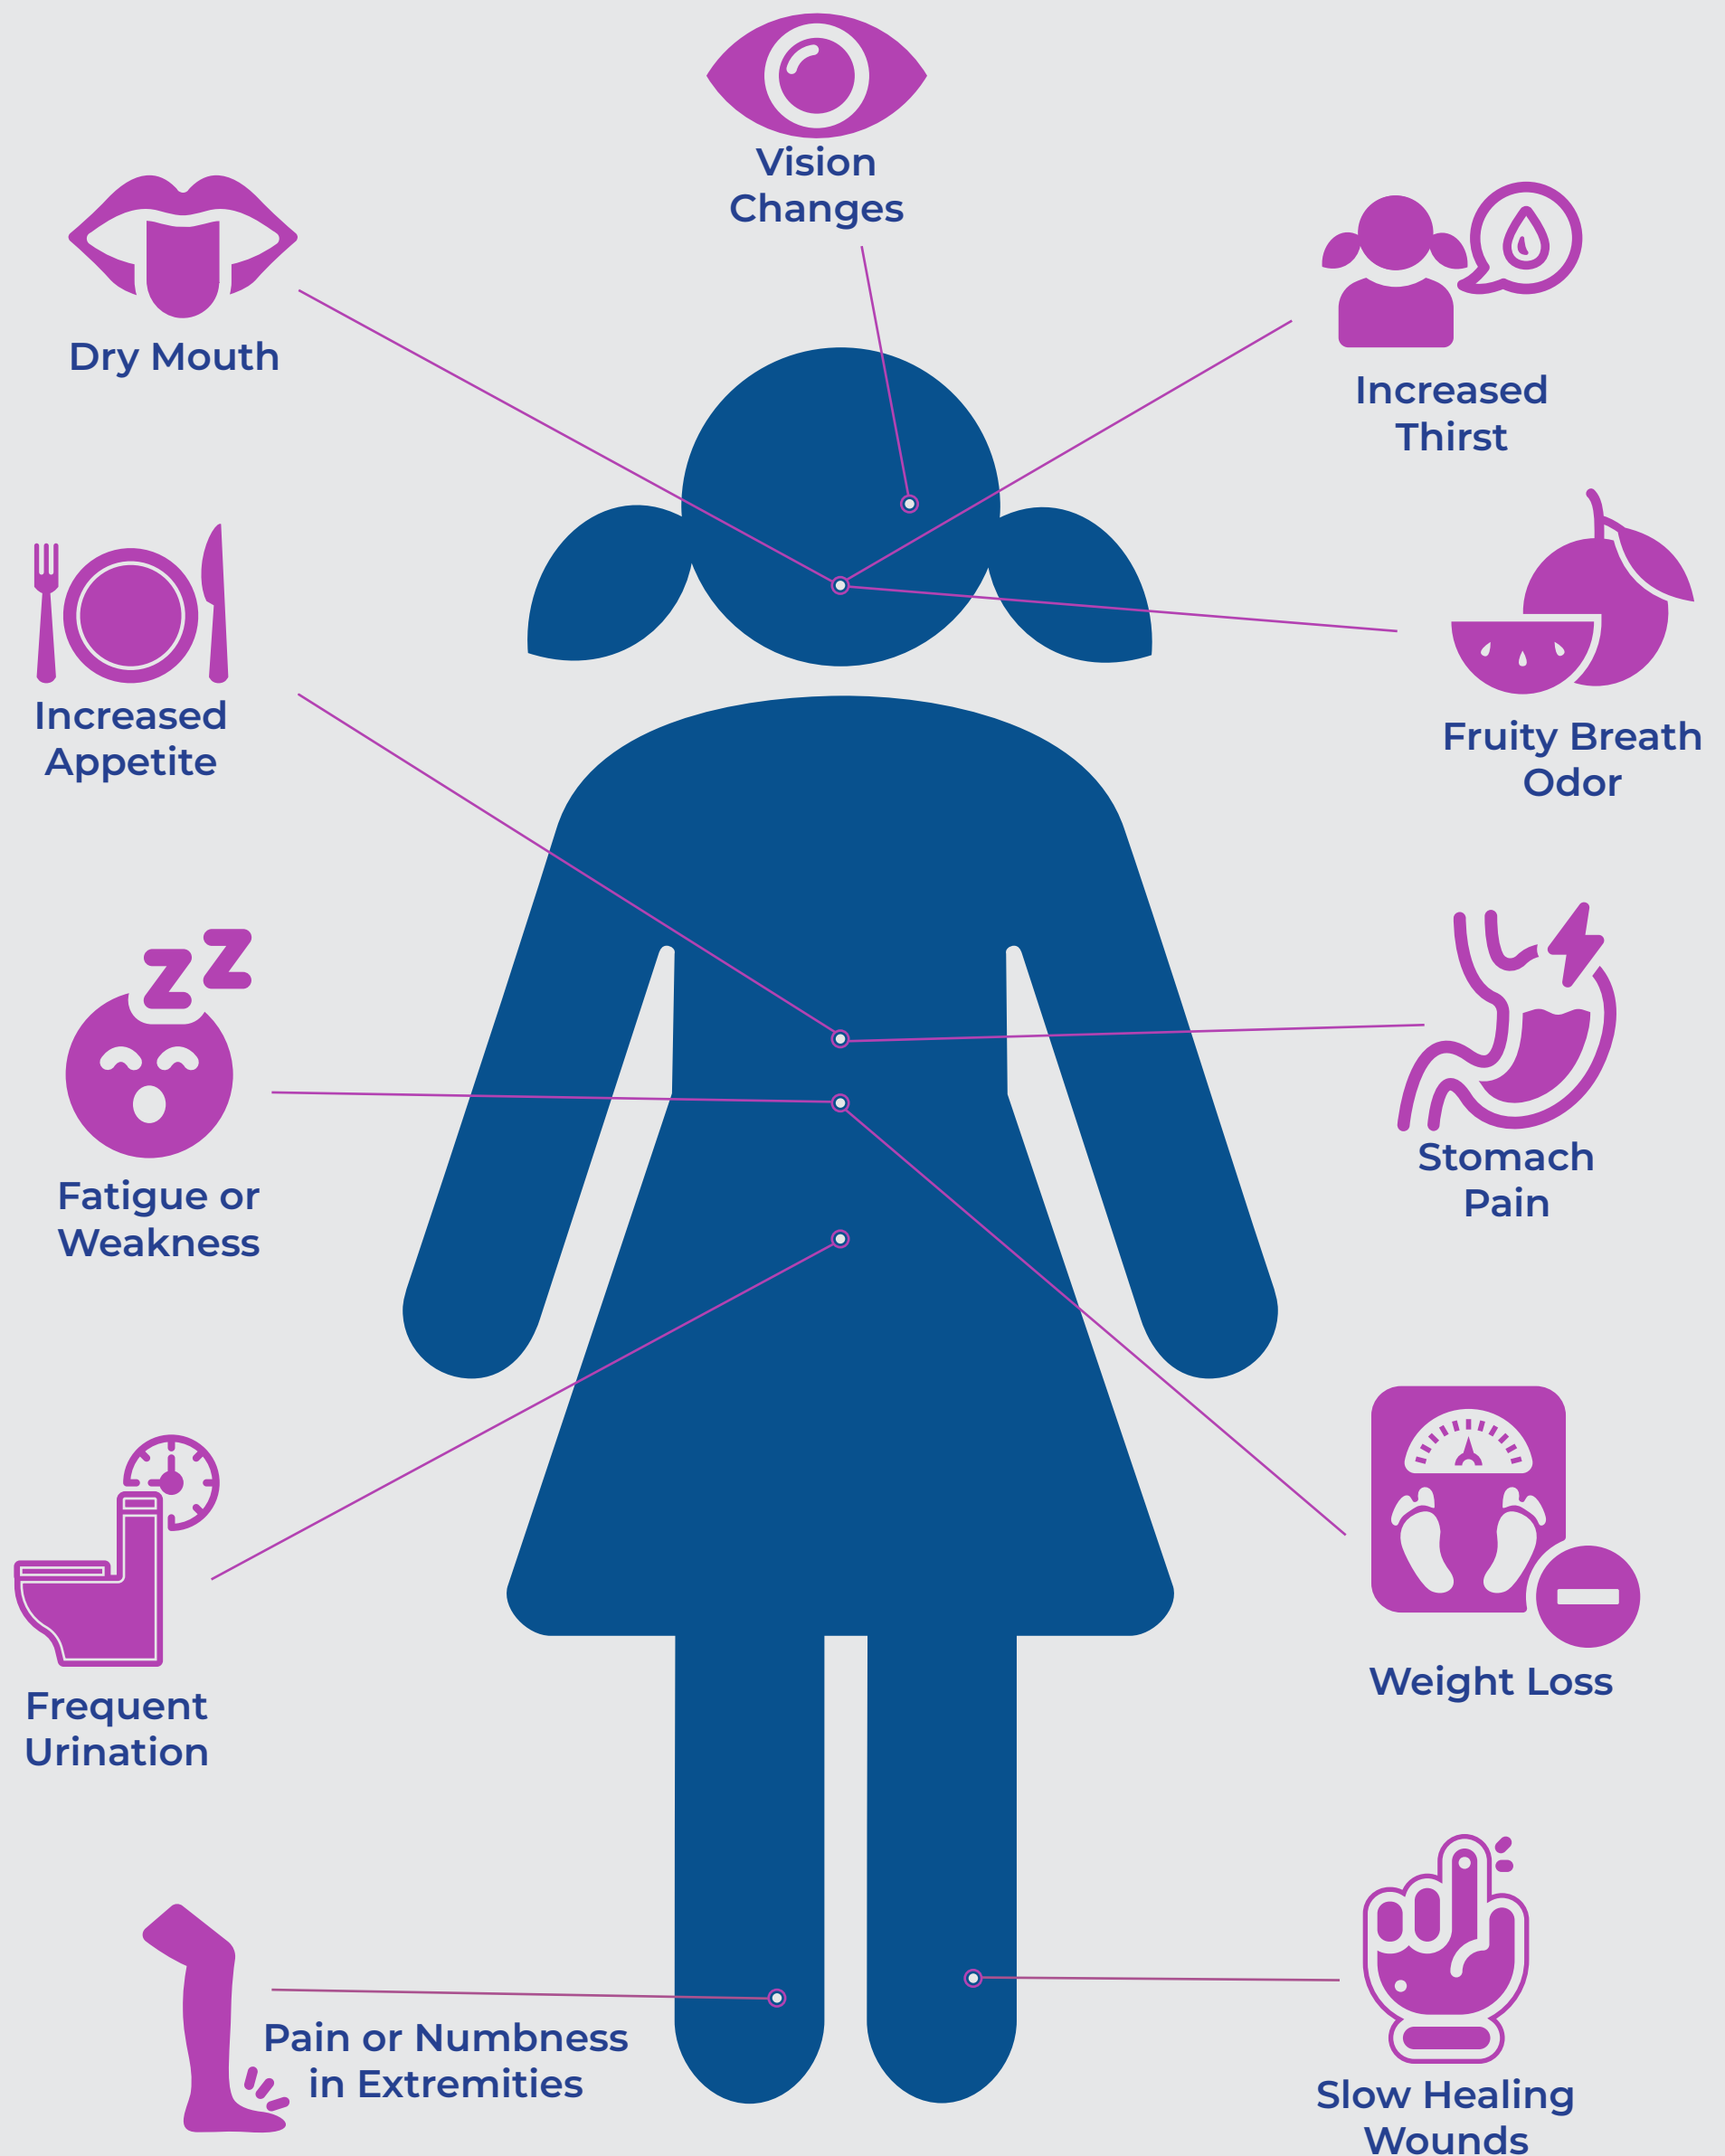 Vision
Changes
Dry Mouth
Increased
Thirst
Increased
Appetite
Fruity Breath
Odor
Fatigue or
Weakness
Stomach
Pain
Frequent
Urination
Weight Loss
Pain or Numbness
in Extremities
Slow Healing
Wounds